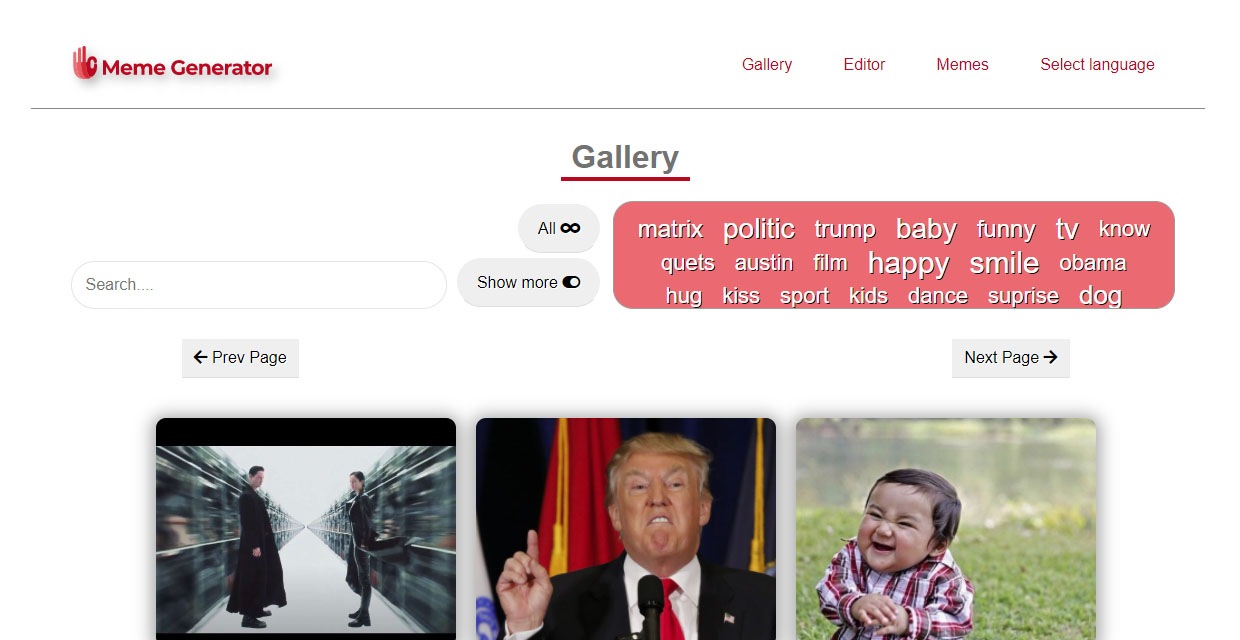 Meme Generator
Gallery Editor Memes Select language
Gallery
All
Search....
Show more
matrix politic trump baby funny tv know
quets austin film happy smile obama
hug kiss sport kids dance suprise dog
Prev Page
Next Page